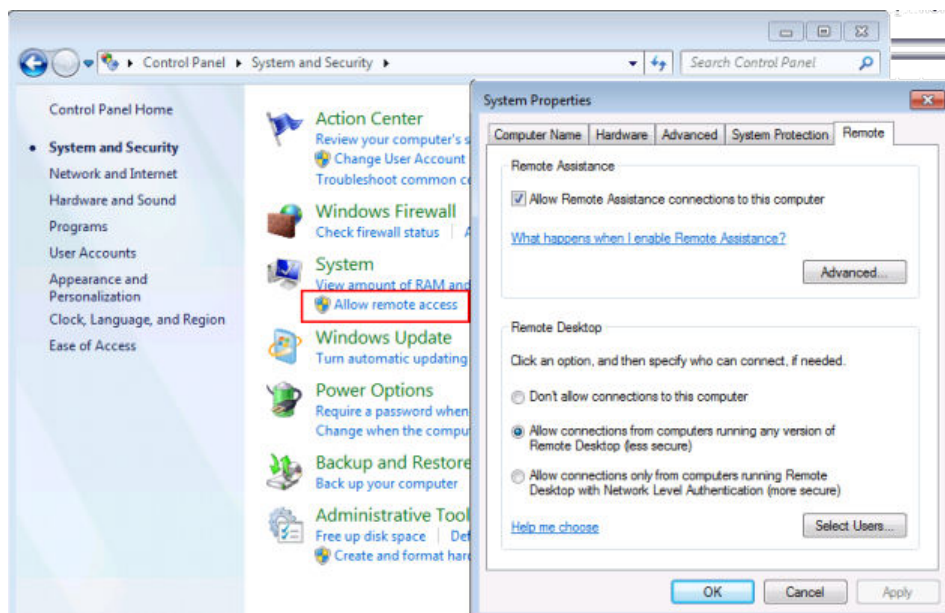 Control Panel
System and Security
Search Control Panel
Control Panel Home
System and Security
Network and Internet
Hardware and Sound
Programs
User Accounts
Appearance and
Personalization
Clock, Language, and Region
Ease of Access
Action Center
Review your computer's s
Change User Account
Troubleshoot common c
Windows Firewall
Check firewall status
System
View amount of RAM and
Allow remote access
Windows Update
Turn automatic updating
Power Options
Require a password when
Change when the compu
Backup and Restore
Back up your computer
Administrative Tool
Free up disk space
Def
Create and format hard
System Properties
Computer Name
Hardware
Advanced
System Protection
Remote
Remote Assistance
Allow Remote Assistance connections to this computer
What happens when I enable Remote Assistance?
Advanced...
Remote Desktop
Click an option, and then specify who can connect, if needed.
Don't allow connections to this computer
Allow connections from computers running any version of
Remote Desktop (less secure)
Allow connections only from computers running Remote
Desktop with Network Level Authentication (more secure)
Help me choose
Select Users...
OK
Cancel
Apply